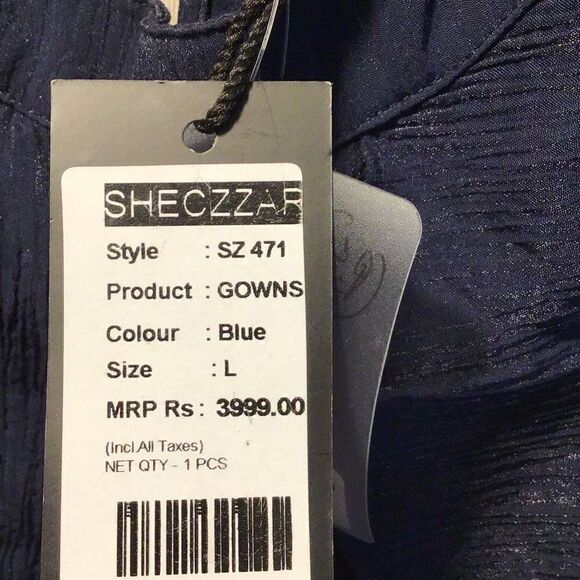 SHECZZAR
Style : SZ 471
Product : GOWNS
Colour : Blue
Size : L
MRP Rs : 3999.00
(Incl.All Taxes)
NET QTY - 1 PCS